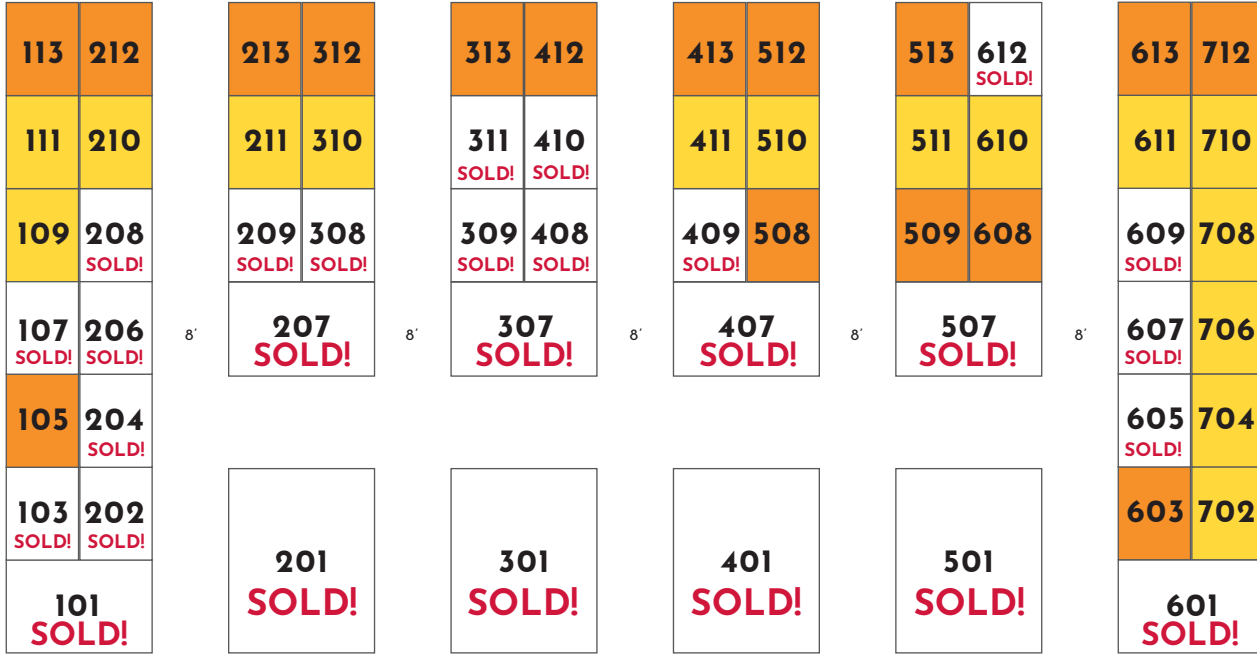 113 212 213 312 313 412 413 512 513 612 613 712
SOLD!
111 210 211 310 311 410 411 510 511 610 611 710
SOLD! SOLD!
109 208 209 308 309 408 409 508 509 608 609 708
SOLD! SOLD! SOLD! SOLD! SOLD! SOLD! SOLD!
107 206 8′ 207 8′ 307 8′ 407 8′ 507 8′ 607 706
SOLD! SOLD! SOLD! SOLD! SOLD! SOLD! SOLD!
105 204 605 704
SOLD! SOLD!
103 202 603 702
SOLD! SOLD!
201 301 401 501
SOLD! SOLD! SOLD! SOLD!
101 601
SOLD! SOLD!